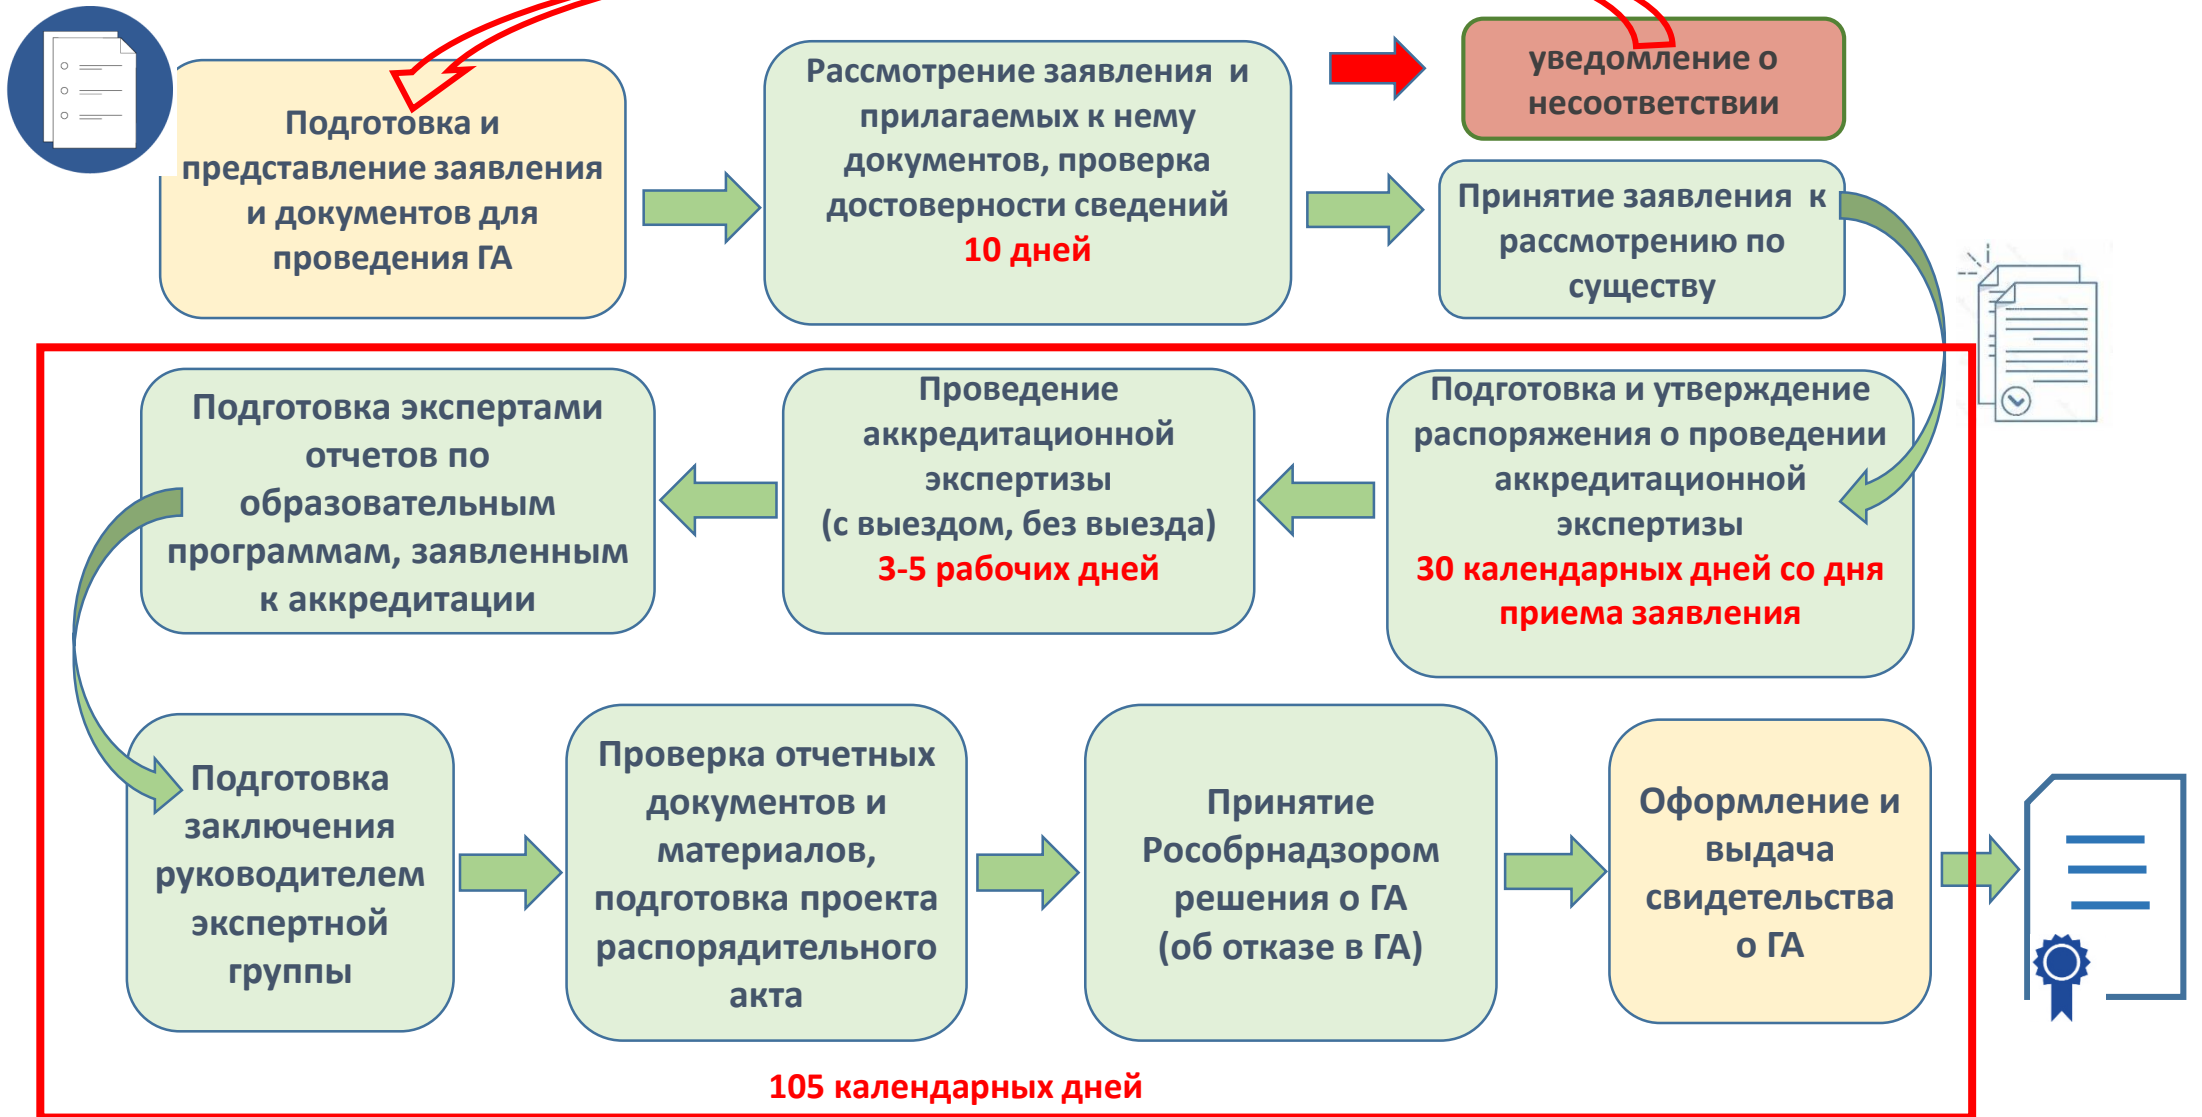 Подготовка и
представление заявления
и документов для
проведения ГА
Рассмотрение заявления и
прилагаемых к нему
документов, проверка
достоверности сведений
10 дней
уведомление о
несоответствии
Принятие заявления к
рассмотрению по
существу
Подготовка и утверждение
распоряжения о проведении
аккредитационной
экспертизы
30 календарных дней со дня
приема заявления
Проведение
аккредитационной
экспертизы
(с выездом, без выезда)
3-5 рабочих дней
Подготовка экспертами
отчетов по
образовательным
программам, заявленным
к аккредитации
Подготовка
заключения
руководителем
экспертной
группы
Проверка отчетных
документов и
материалов,
подготовка проекта
распорядительного
акта
Принятие
Рособрнадзором
решения о ГА
(об отказе в ГА)
Оформление и
выдача
свидетельства
о ГА
105 календарных дней